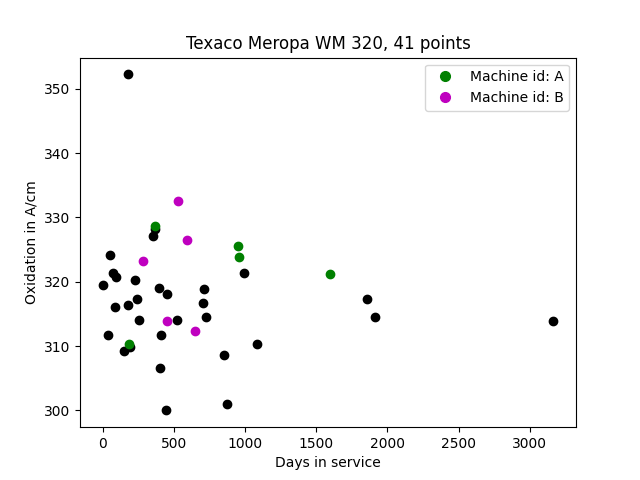 Texaco Meropa WM 320, 41 points
Machine id: A
Machine id: B
Oxidation in A/cm
350
340
330
320
310
300
0 500 1000 1500 2000 2500 3000
Days in service